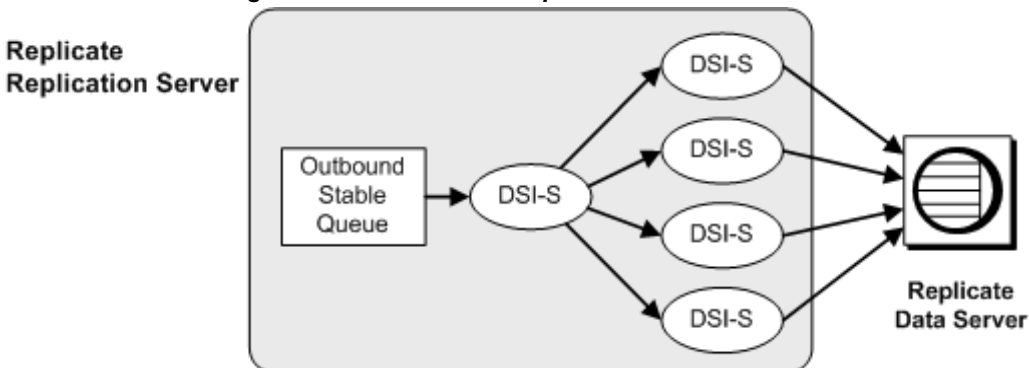 Replicate
Replication Server
Outbound
Stable
Queue
DSI-S
DSI-S
DSI-S
DSI-S
DSI-S
Replicate
Data Server